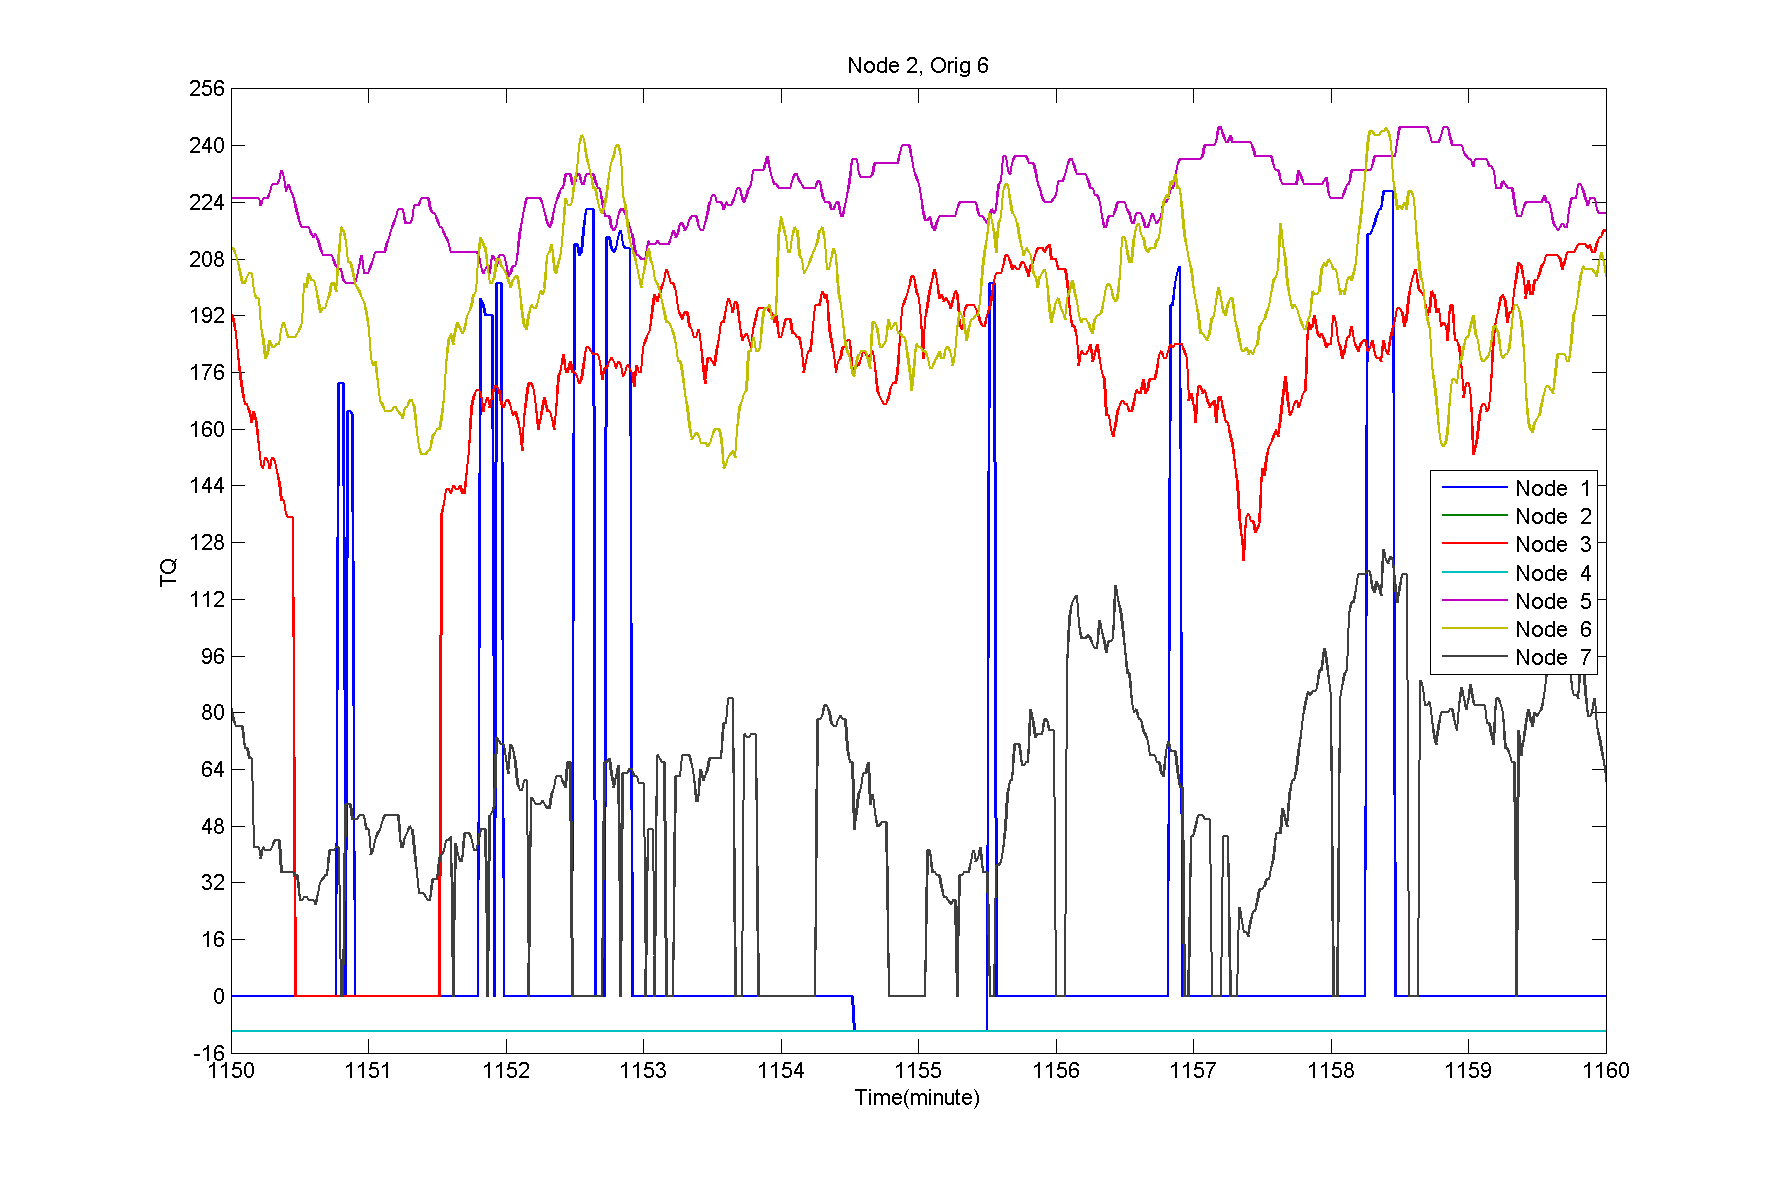 Node 2, Orig 6
256
240
224
208
192
176
160
144
128
112
96
80
64
48
32
16
0
-16
TQ
Node 1
Node 2
Node 3
Node 4
Node 5
Node 6
Node 7
1150 1151 1152 1153 1154 1155 1156 1157 1158 1159 1160
Time(minute)